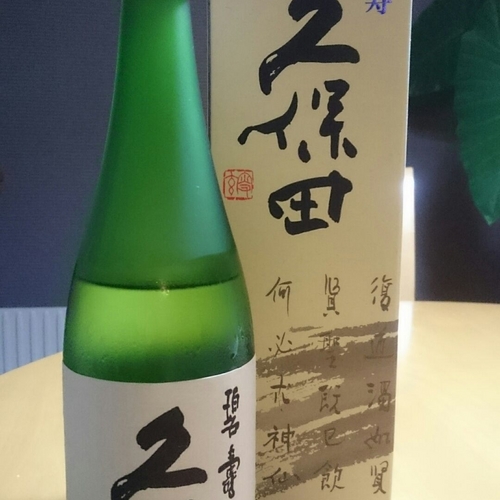 寿
久保田
復道濁如賢
賢聖既已飲
何必求神仙
碧壽
久